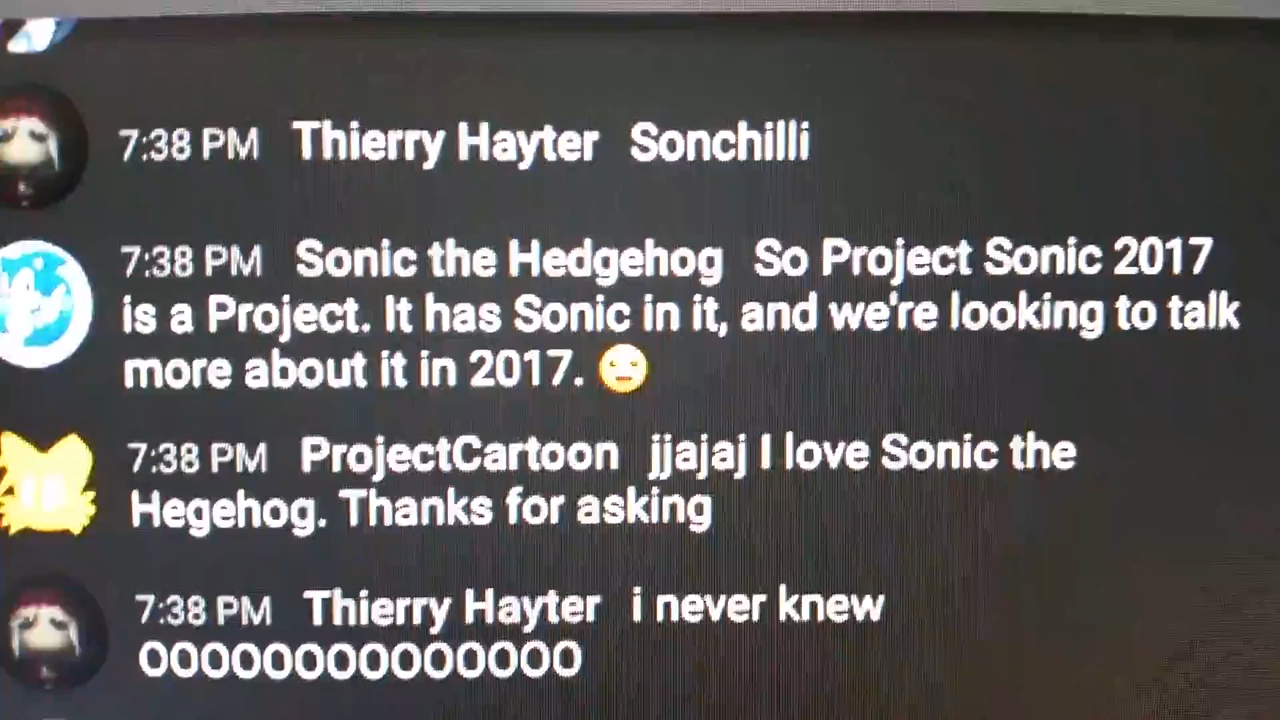 7:38 PM Thierry Hayter Sonchilli
7:38 PM Sonic the Hedgehog So Project Sonic 2017
is a Project. It has Sonic in it, and we're looking to talk
more about it in 2017. 😐
7:38 PM ProjectCartoon jjajaj I love Sonic the
Hegehog. Thanks for asking
7:38 PM Thierry Hayter i never knew
OOOOOOOOOOOOOOO